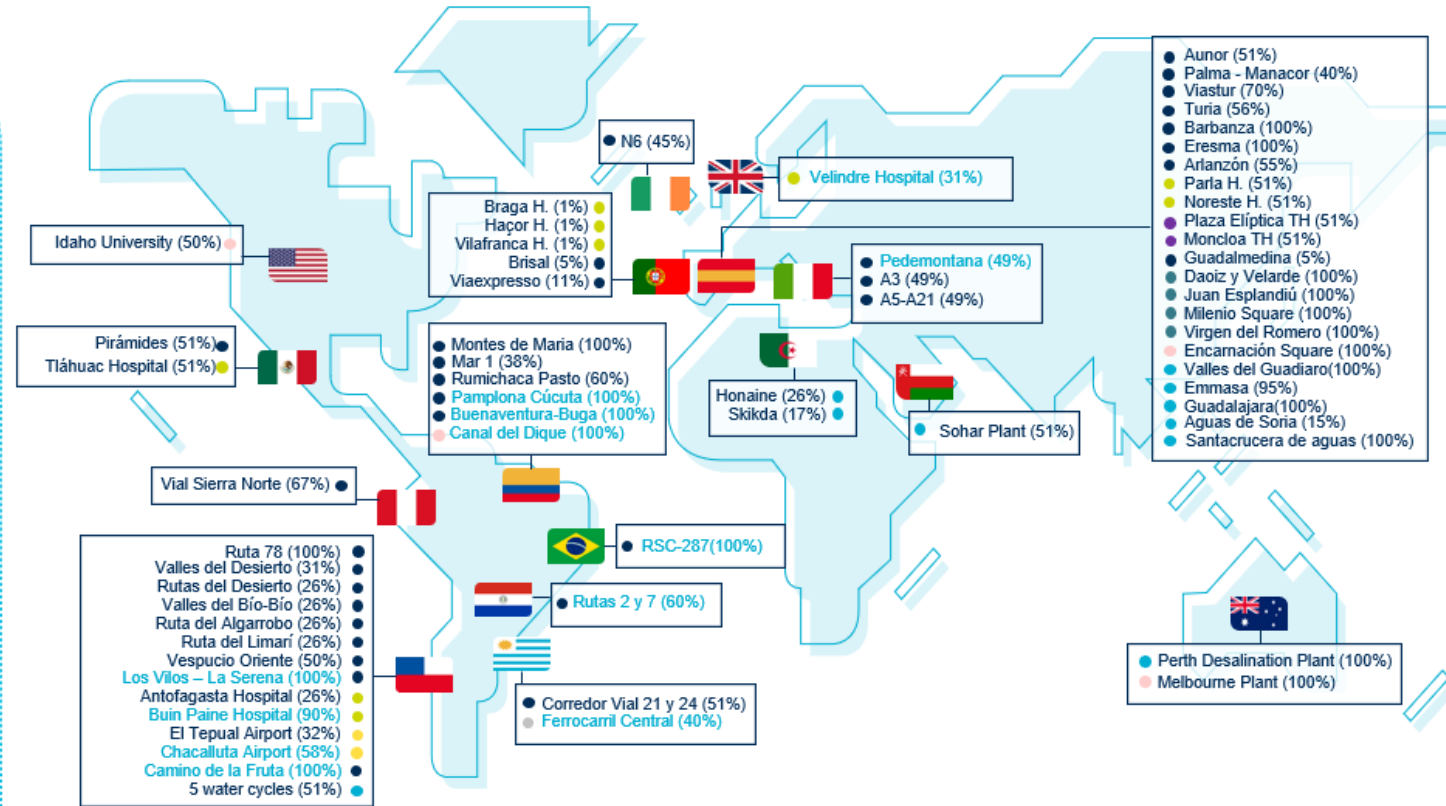 N6 (45%)
Velindre Hospital (31%)
Aunor (51%)
Palma - Manacor (40%)
Viastur (70%)
Turia (56%)
Barbanza (100%)
Eresma (100%)
Arlanzón (55%)
Parla H. (51%)
Noreste H. (51%)
Plaza Elíptica TH (51%)
Moncloa TH (51%)
Guadalmedina (5%)
Daoiz y Velarde (100%)
Juan Esplandiú (100%)
Milenio Square (100%)
Virgen del Romero (100%)
Encarnación Square (100%)
Valles del Guadiaro(100%)
Emmasa (95%)
Guadalajara(100%)
Aguas de Soria (15%)
Santacrucera de aguas (100%)
Braga H. (1%)
Haçor H. (1%)
Vilafranca H. (1%)
Brisal (5%)
Viaexpresso (11%)
Idaho University (50%)
Pedemontana (49%)
A3 (49%)
A5-A21 (49%)
Pirámides (51%)
Tláhuac Hospital (51%)
Montes de Maria (100%)
Mar 1 (38%)
Rumichaca Pasto (60%)
Pamplona Cúcuta (100%)
Buenaventura-Buga (100%)
Canal del Dique (100%)
Honaine (26%)
Skikda (17%)
Sohar Plant (51%)
Vial Sierra Norte (67%)
RSC-287(100%)
Rutas 2 y 7 (60%)
Ruta 78 (100%)
Valles del Desierto (31%)
Rutas del Desierto (26%)
Valles del Bío-Bío (26%)
Ruta del Algarrobo (26%)
Ruta del Limarí (26%)
Vespucio Oriente (50%)
Los Vilos – La Serena (100%)
Antofagasta Hospital (26%)
Buin Paine Hospital (90%)
El Tepual Airport (32%)
Chacalluta Airport (58%)
Camino de la Fruta (100%)
5 water cycles (51%)
Corredor Vial 21 y 24 (51%)
Ferrocarril Central (40%)
Perth Desalination Plant (100%)
Melbourne Plant (100%)